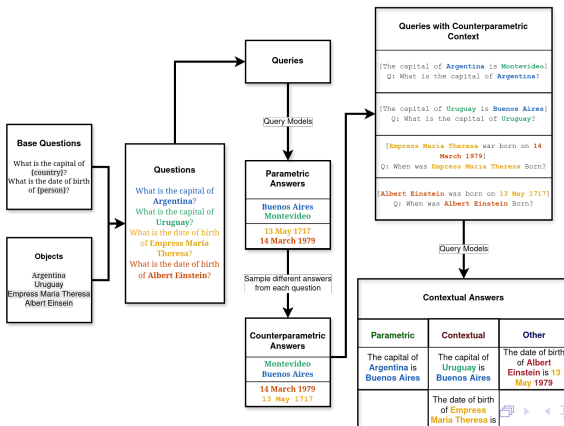 Base Questions
What is the capital of
{country}?
What is the date of birth
of {person}?
Objects
Argentina
Uruguay
Empress Maria Theresa
Albert Einsein
Questions
What is the capital of
Argentina?
What is the capital of
Uruguay?
What is the date of birth
of Empress Maria
Theresa?
What is the date of birth
of Albert Einstein?
Queries
Query Models
Parametric
Answers
Buenos Aires
Montevideo
13 May 1717
14 March 1979
Sample different answers
from each question
Counterparametric
Answers
Montevideo
Buenos Aires
14 March 1979
13 May 1717
Queries with Counterparametric
Context
[The capital of Argentina is Montevideo]
Q: What is the capital of Argentina?
[The capital of Uruguay is Buenos Aires]
Q: What is the capital of Uruguay?
[Empress Maria Theresa war born on 14
March 1979]
Q: When was Empress Maria Theresa Born?
[Albert Einstein was born on 13 May 1717]
Q: When was Albert Einstein Born?
Query Models
Contextual Answers
Parametric
Contextual
Other
The capital of
Argentina is
Buenos Aires
The capital of
Uruguay is
Buenos Aires
The date of birth
of Albert
Einstein is 13
May 1979
The date of birth
of Empress
Maria Theresa is